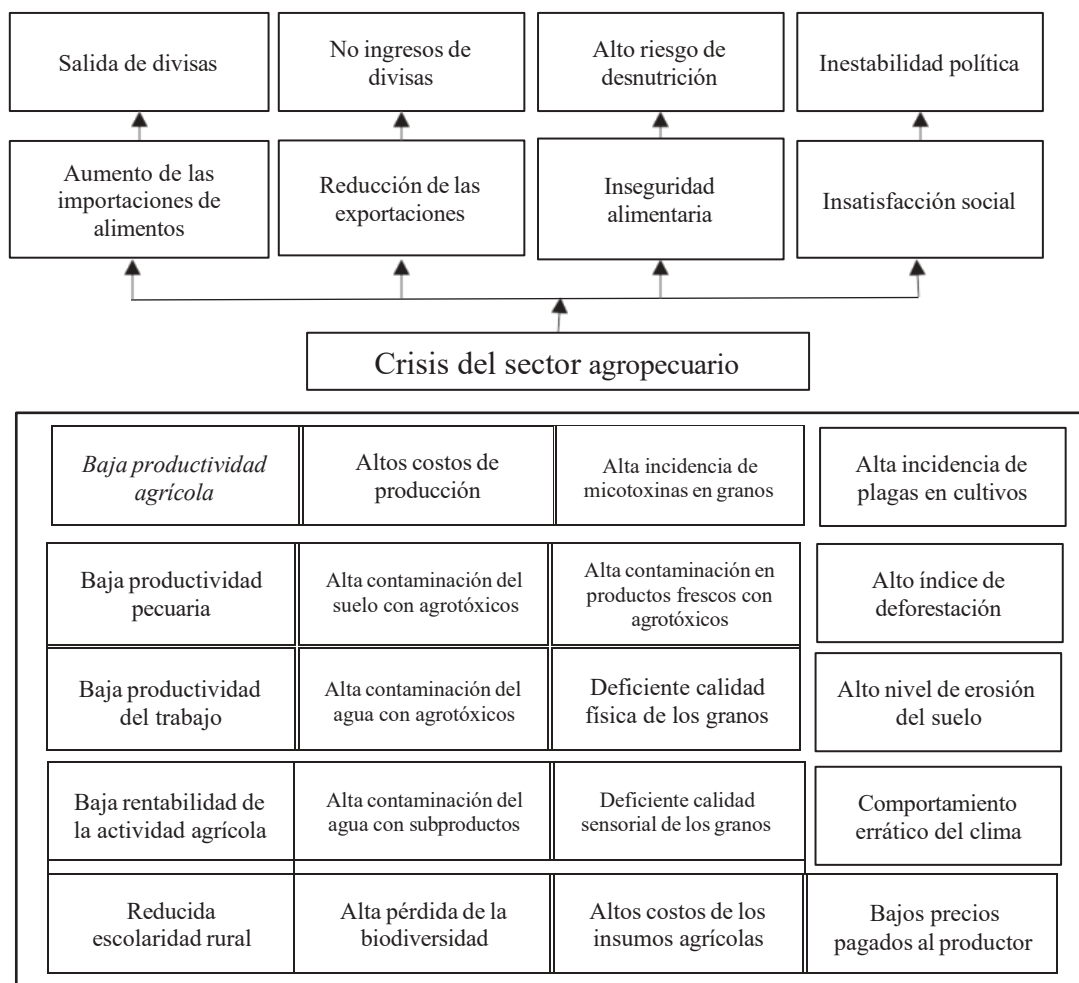 Salida de divisas
No ingresos de
divisas
Alto riesgo de
desnutrición
Inestabilidad política
Aumento de las
importaciones de
alimentos
Reducción de las
exportaciones
Inseguridad
alimentaria
Insatisfacción social
Crisis del sector agropecuario
Baja productividad
agrícola
Altos costos de
producción
Alta incidencia de
micotoxinas en granos
Alta incidencia de
plagas en cultivos
Baja productividad
pecuaria
Alta contaminación del
suelo con agrotóxicos
Alta contaminación en
productos frescos con
agrotóxicos
Alto índice de
deforestación
Baja productividad
del trabajo
Alta contaminación del
agua con agrotóxicos
Deficiente calidad
física de los granos
Alto nivel de erosión
del suelo
Baja rentabilidad de
la actividad agrícola
Alta contaminación del
agua con subproductos
Deficiente calidad
sensorial de los granos
Comportamiento
errático del clima
Reducida
escolaridad rural
Alta pérdida de la
biodiversidad
Altos costos de los
insumos agrícolas
Bajos precios
pagados al productor